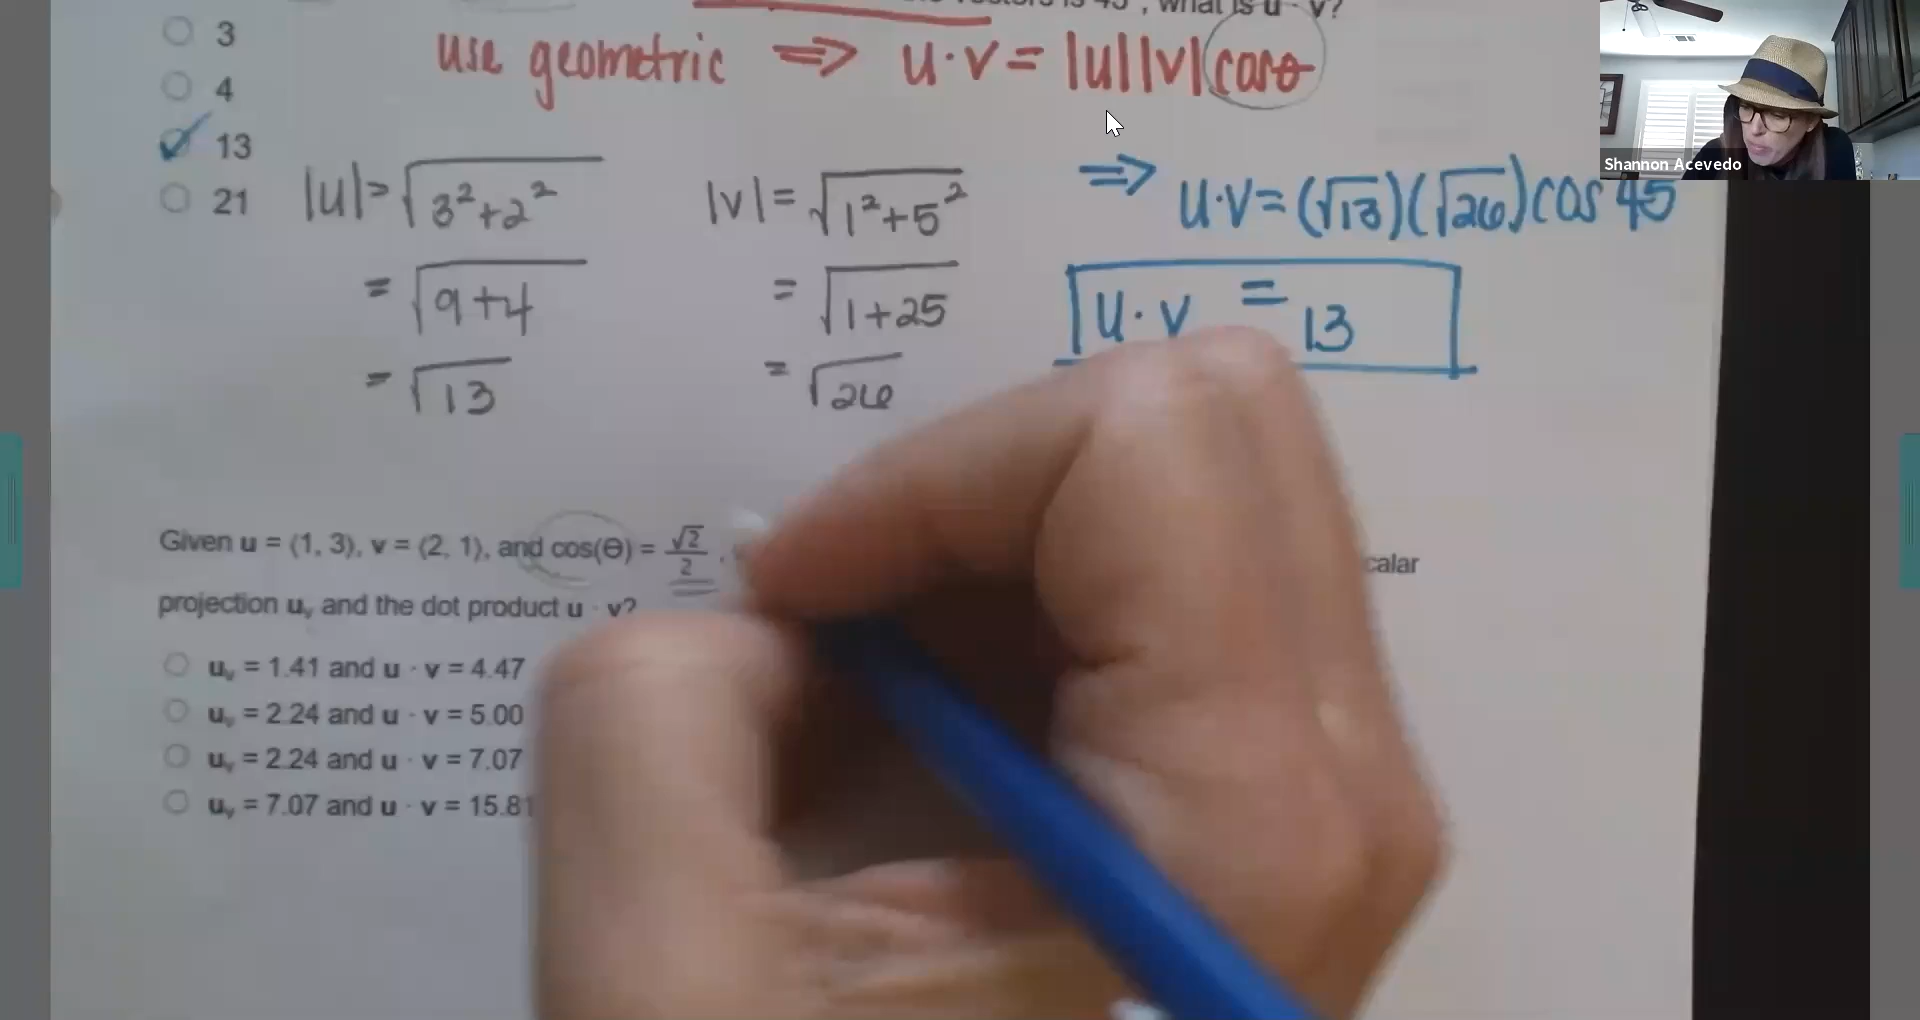 what is u · v?
3
use geometric ⇒ u·v = |u||v|cosθ
4
13
21
|u|= √3²+2²
= √9+4
= √13
|v| = √1²+5²
= √1+25
= √26
⇒ u·v = (√13)(√26)cos 45
u·v = 13
Shannon Acevedo
Given u = ⟨1, 3⟩, v = ⟨2, 1⟩, and cos(Θ) = √2/2, calar
projection uᵥ and the dot product u · v?
uᵥ = 1.41 and u · v = 4.47
uᵥ = 2.24 and u · v = 5.00
uᵥ = 2.24 and u · v = 7.07
uᵥ = 7.07 and u · v = 15.81